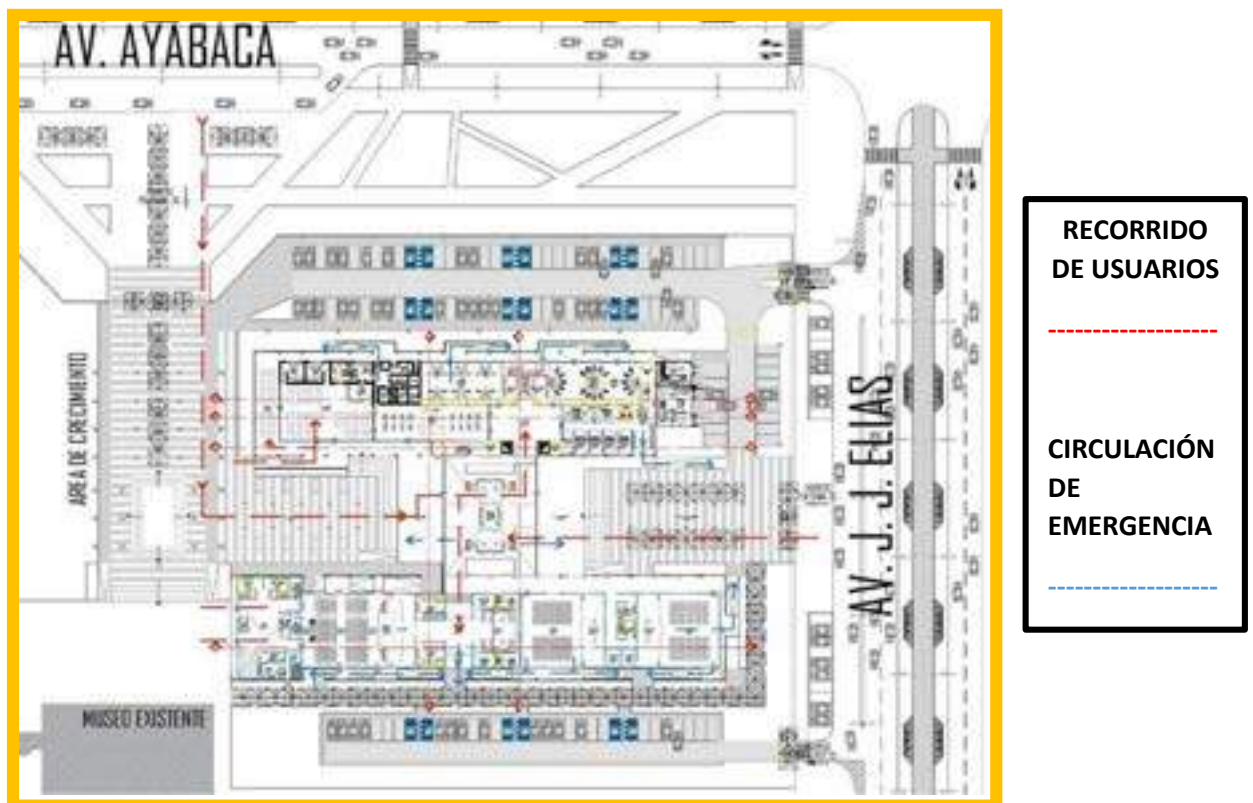 AV. AYABACA
AREA DE CRECIMIENTO
MUSEO EXISTENTE
AV. J. J. ELIAS
RECORRIDO
DE USUARIOS
CIRCULACIÓN
DE
EMERGENCIA